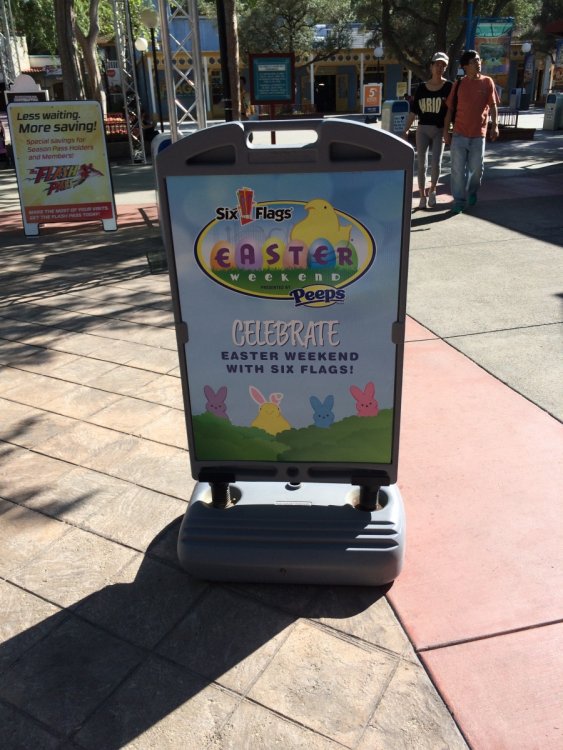 Less waiting.
More saving!
Special savings for
Season Pass Holders
and Members!
FLASH
PASS
MAKE THE MOST OF YOUR VISIT.
GET THE FLASH PASS TODAY!
5
Six Flags
EASTER
WEEKEND
PRESENTED BY
Peeps
CELEBRATE
EASTER WEEKEND
WITH SIX FLAGS!